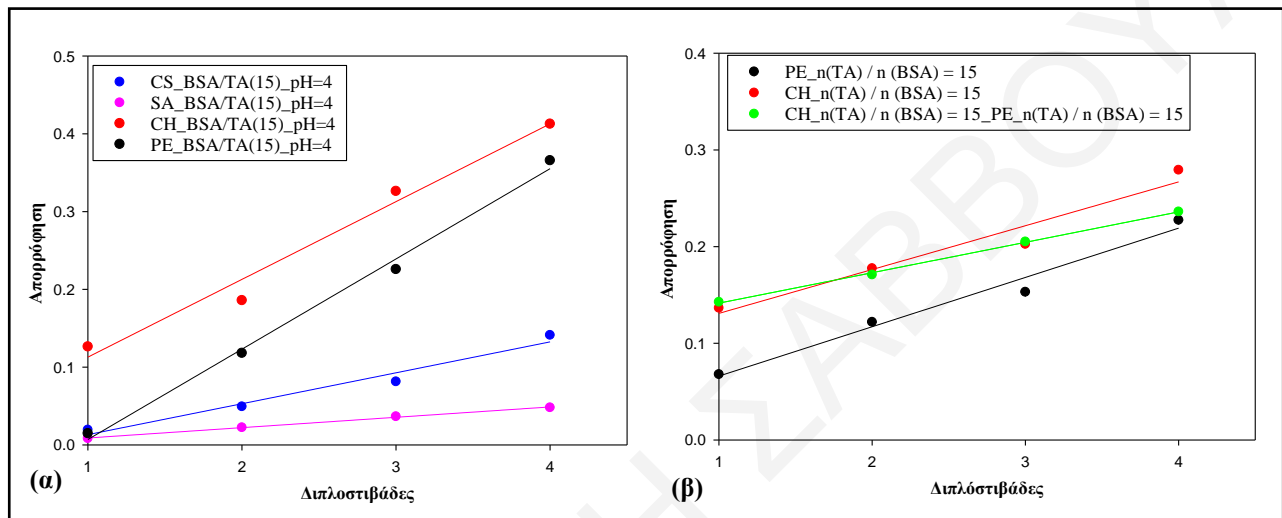 0.5
0.4
0.3
0.2
0.1
0.0
Απορρόφηση
CS_BSA/TA(15)_pH=4
SA_BSA/TA(15)_pH=4
CH_BSA/TA(15)_pH=4
PE_BSA/TA(15)_pH=4
1 2 3 4
Διπλοστιβάδες
(α)
0.4
0.3
0.2
0.1
0.0
Απορρόφηση
PE_n(TA) / n (BSA) = 15
CH_n(TA) / n (BSA) = 15
CH_n(TA) / n (BSA) = 15_PE_n(TA) / n (BSA) = 15
1 2 3 4
Διπλόστιβάδες
(β)
Η ΣΑΒΒΟΥ